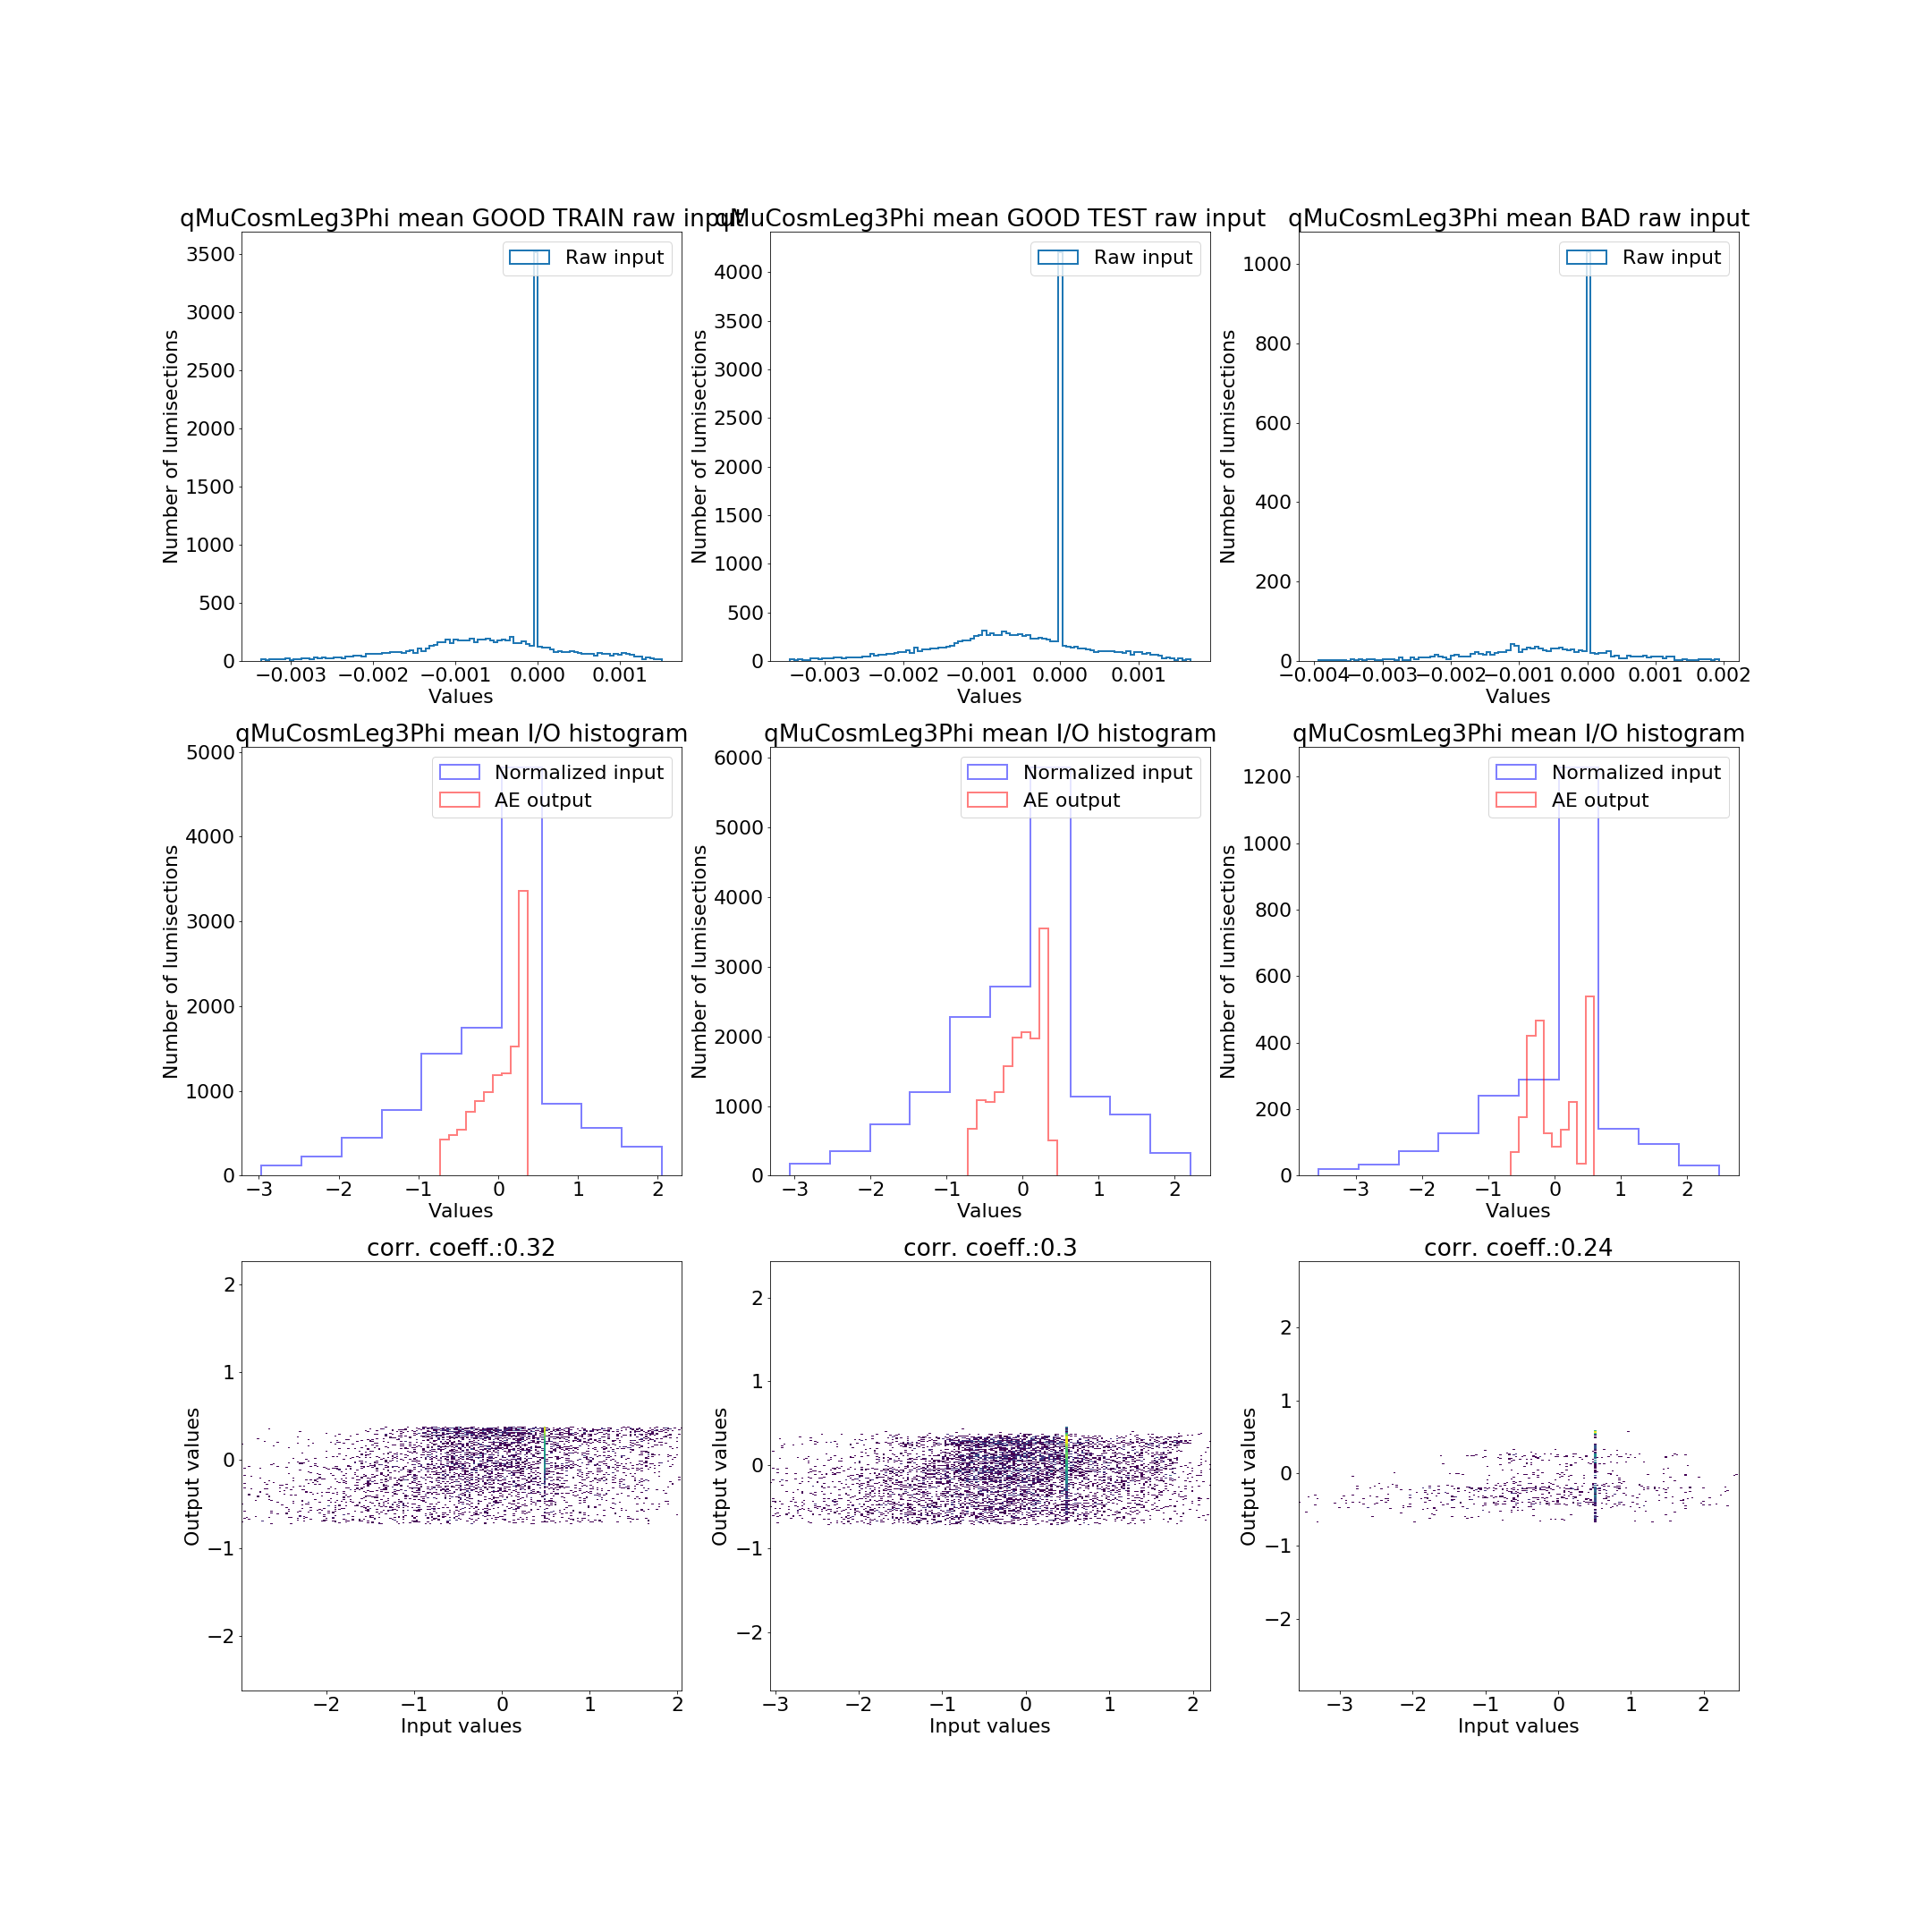 qMuCosmLeg3Phi mean GOOD TRAIN raw input
qMuCosmLeg3Phi mean GOOD TEST raw input
qMuCosmLeg3Phi mean BAD raw input
Raw input
Raw input
Raw input
Number of lumisections
3500
3000
2500
2000
1500
1000
500
0
−0.003 −0.002 −0.001 0.000 0.001
Values
Number of lumisections
4000
3500
3000
2500
2000
1500
1000
500
0
−0.003 −0.002 −0.001 0.000 0.001
Values
Number of lumisections
1000
800
600
400
200
0
−0.004 −0.003 −0.002 −0.001 0.000 0.001 0.002
Values
qMuCosmLeg3Phi mean I/O histogram
Normalized input
AE output
Number of lumisections
5000
4000
3000
2000
1000
0
−3 −2 −1 0 1 2
Values
qMuCosmLeg3Phi mean I/O histogram
Normalized input
AE output
Number of lumisections
6000
5000
4000
3000
2000
1000
0
−3 −2 −1 0 1 2
Values
qMuCosmLeg3Phi mean I/O histogram
Normalized input
AE output
Number of lumisections
1200
1000
800
600
400
200
0
−3 −2 −1 0 1 2
Values
corr. coeff.:0.32
Output values
2
1
0
−1
−2
−2 −1 0 1 2
Input values
corr. coeff.:0.3
Output values
2
1
0
−1
−2
−3 −2 −1 0 1 2
Input values
corr. coeff.:0.24
Output values
2
1
0
−1
−2
−3 −2 −1 0 1 2
Input values